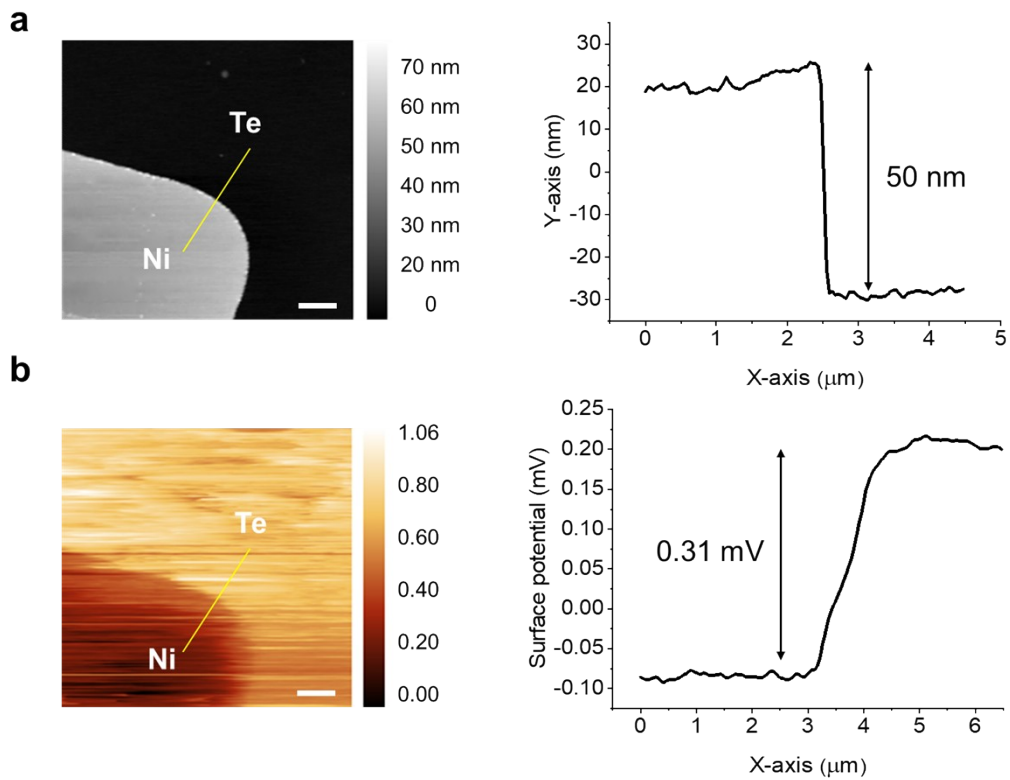 a
Te
Ni
70 nm
60 nm
50 nm
40 nm
30 nm
20 nm
0
30
20
10
0
-10
-20
-30
Y-axis (nm)
50 nm
0 1 2 3 4 5
X-axis (μm)
b
Te
Ni
1.06
0.80
0.60
0.40
0.20
0.00
0.25
0.20
0.15
0.10
0.05
0.00
-0.05
-0.10
Surface potential (mV)
0.31 mV
0 1 2 3 4 5 6
X-axis (μm)